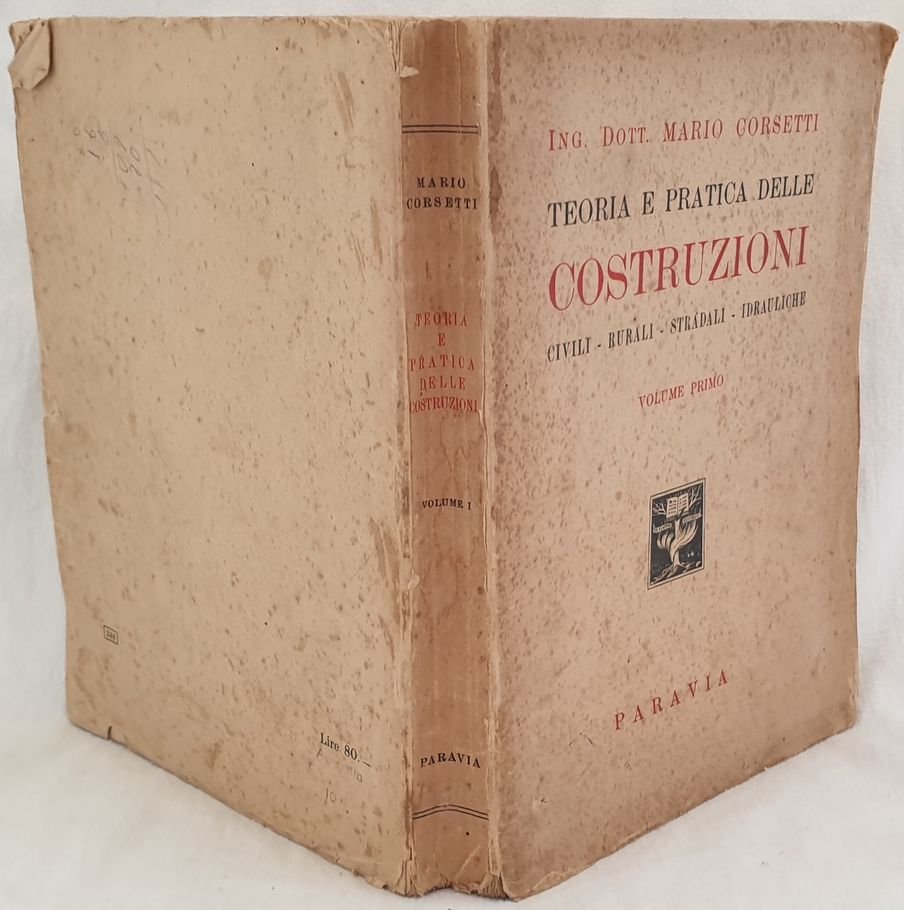 ING. DOTT. MARIO CORSETTI
TEORIA E PRATICA DELLE
COSTRUZIONI
CIVILI - RURALI - STRADALI - IDRAULICHE
VOLUME PRIMO
PARAVIA
MARIO
CORSETTI
TEORIA
E
PRATICA
DELLE
COSTRUZIONI
VOLUME I
PARAVIA
Lire 80.—
10